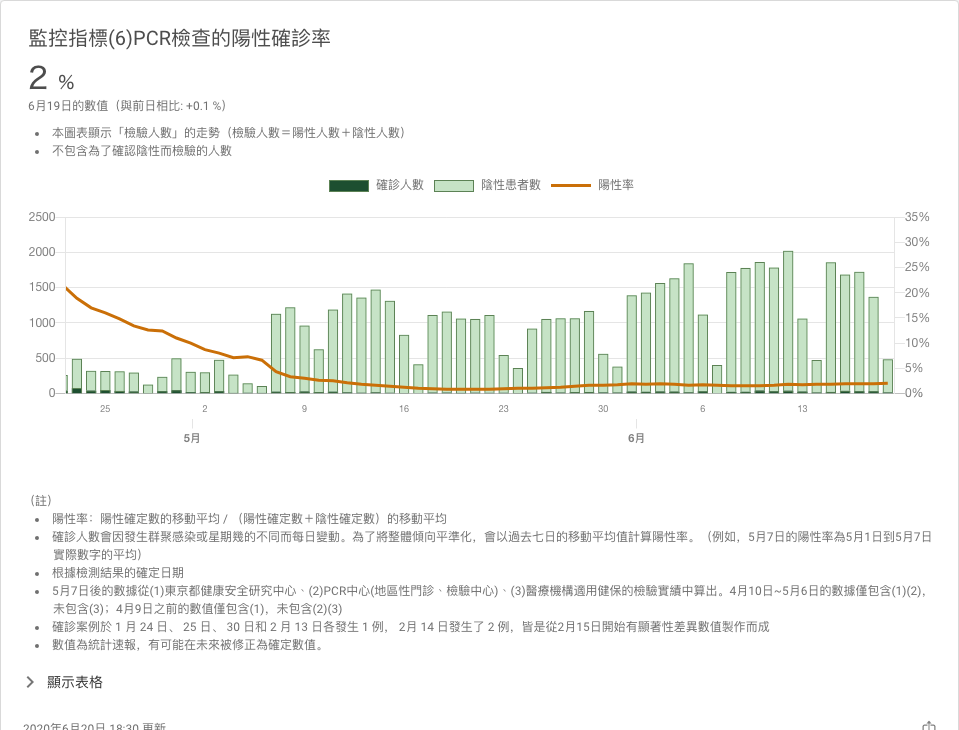 監控指標(6)PCR檢查的陽性確診率
2 %
6月19日的數值（與前日相比: +0.1 %）
• 本圖表顯示「檢驗人數」的走勢（檢驗人數＝陽性人數＋陰性人數）
• 不包含為了確認陰性而檢驗的人數
確診人數 陰性患者數 陽性率
2500 35%
30%
2000
25%
1500 20%
15%
1000
10%
500
5%
0 0%
25 2 9 16 23 30 6 13
5月 6月
（註）
• 陽性率：陽性確定數的移動平均 / （陽性確定數＋陰性確定數）的移動平均
• 確診人數會因發生群聚感染或星期幾的不同而每日變動。為了將整體傾向平準化，會以過去七日的移動平均值計算陽性率。（例如，5月7日的陽性率為5月1日到5月7日
實際數字的平均）
• 根據檢測結果的確定日期
• 5月7日後的數據從(1)東京都健康安全研究中心、(2)PCR中心(地區性門診、檢驗中心)、(3)醫療機構適用健保的檢驗實績中算出。4月10日~5月6日的數據僅包含(1)(2)，
未包含(3)；4月9日之前的數值僅包含(1)，未包含(2)(3)
• 確診案例於 1 月 24 日、 25 日、 30 日和 2 月 13 日各發生 1 例， 2月 14 日發生了 2 例，皆是從2月15日開始有顯著性差異數值製作而成
• 數值為統計速報，有可能在未來被修正為確定數值。
顯示表格
2020年6月20日 18:30 更新